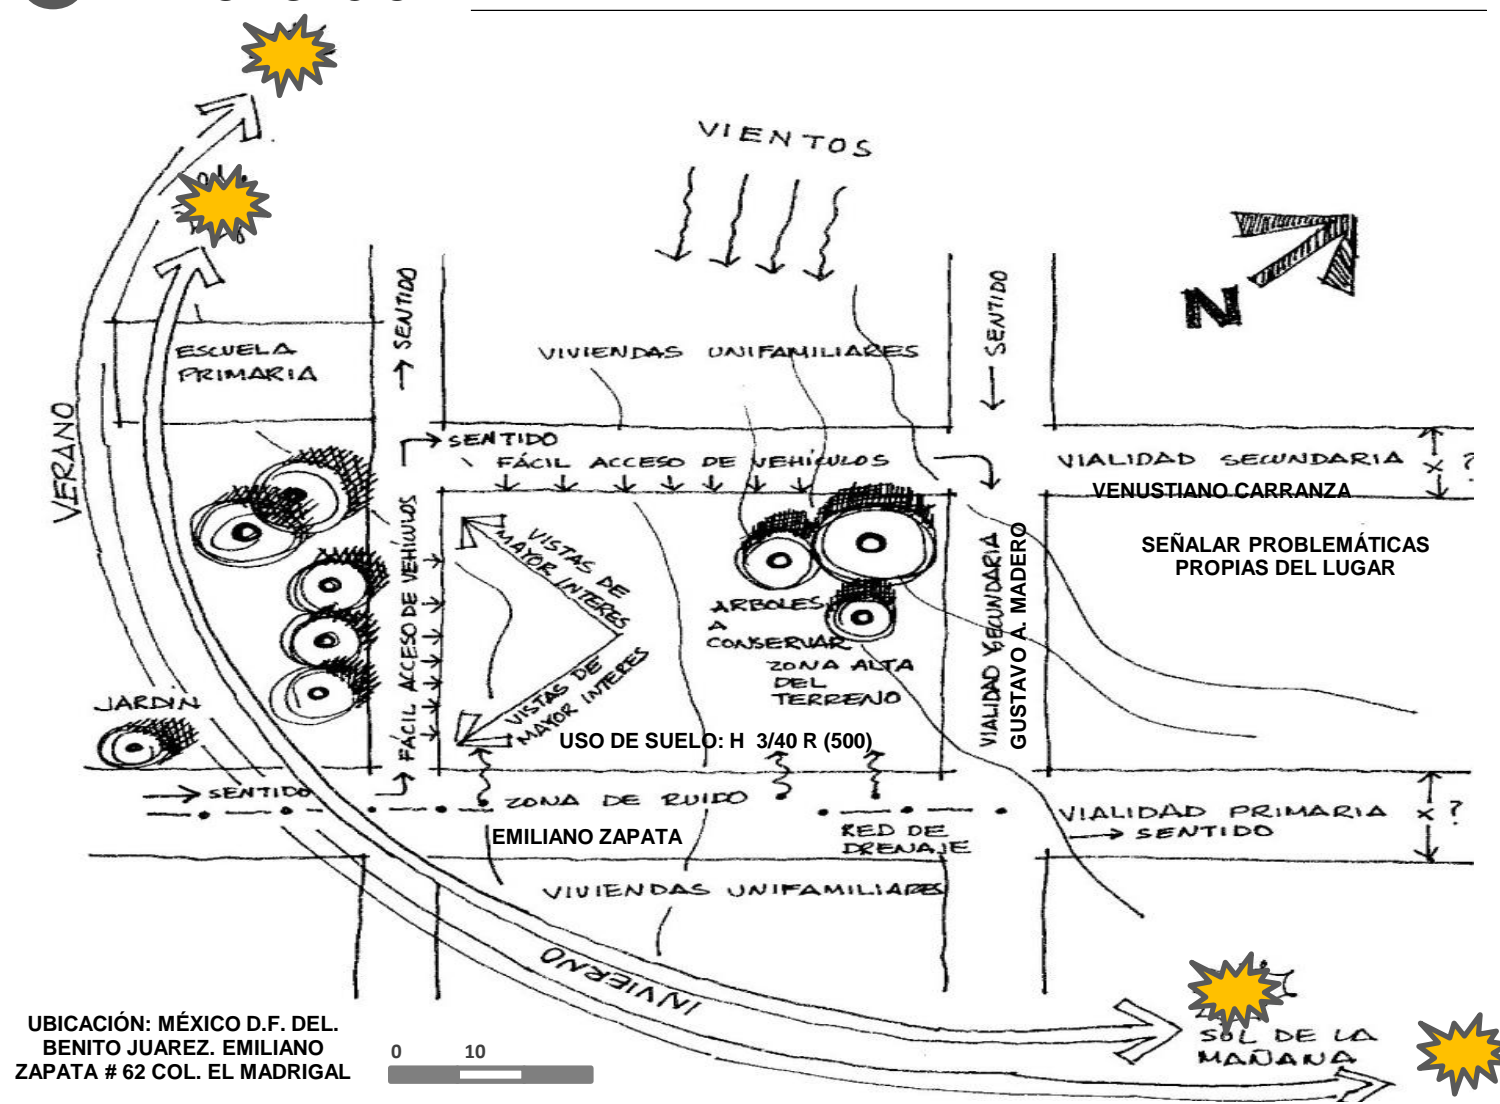 VIENTOS
N
SENTIDO
SENTIDO
ESCUELA
PRIMARIA
VIVIENDAS UNIFAMILIARES
VERANO
SENTIDO
FÁCIL ACCESO DE VEHÍCULOS
VIALIDAD SECUNDARIA
X ?
VENUSTIANO CARRANZA
SEÑALAR PROBLEMÁTICAS
PROPIAS DEL LUGAR
FÁCIL ACCESO DE VEHICULOS
VISTAS DE
MAYOR INTERES
VISTAS DE
MAYOR INTERES
ARBOLES
A
CONSERVAR
ZONA ALTA
DEL
TERRENO
VIALIDAD SECUNDARIA
GUSTAVO A. MADERO
JARDIN
USO DE SUELO: H 3/40 R (500)
SENTIDO
ZONA DE RUIDO
EMILIANO ZAPATA
RED DE
DRENAJE
VIALIDAD PRIMARIA
SENTIDO
X ?
VIVIENDAS UNIFAMILIARES
INVIERNO
SOL DE LA
MAÑANA
UBICACIÓN: MÉXICO D.F. DEL.
BENITO JUAREZ. EMILIANO
ZAPATA # 62 COL. EL MADRIGAL
0 10